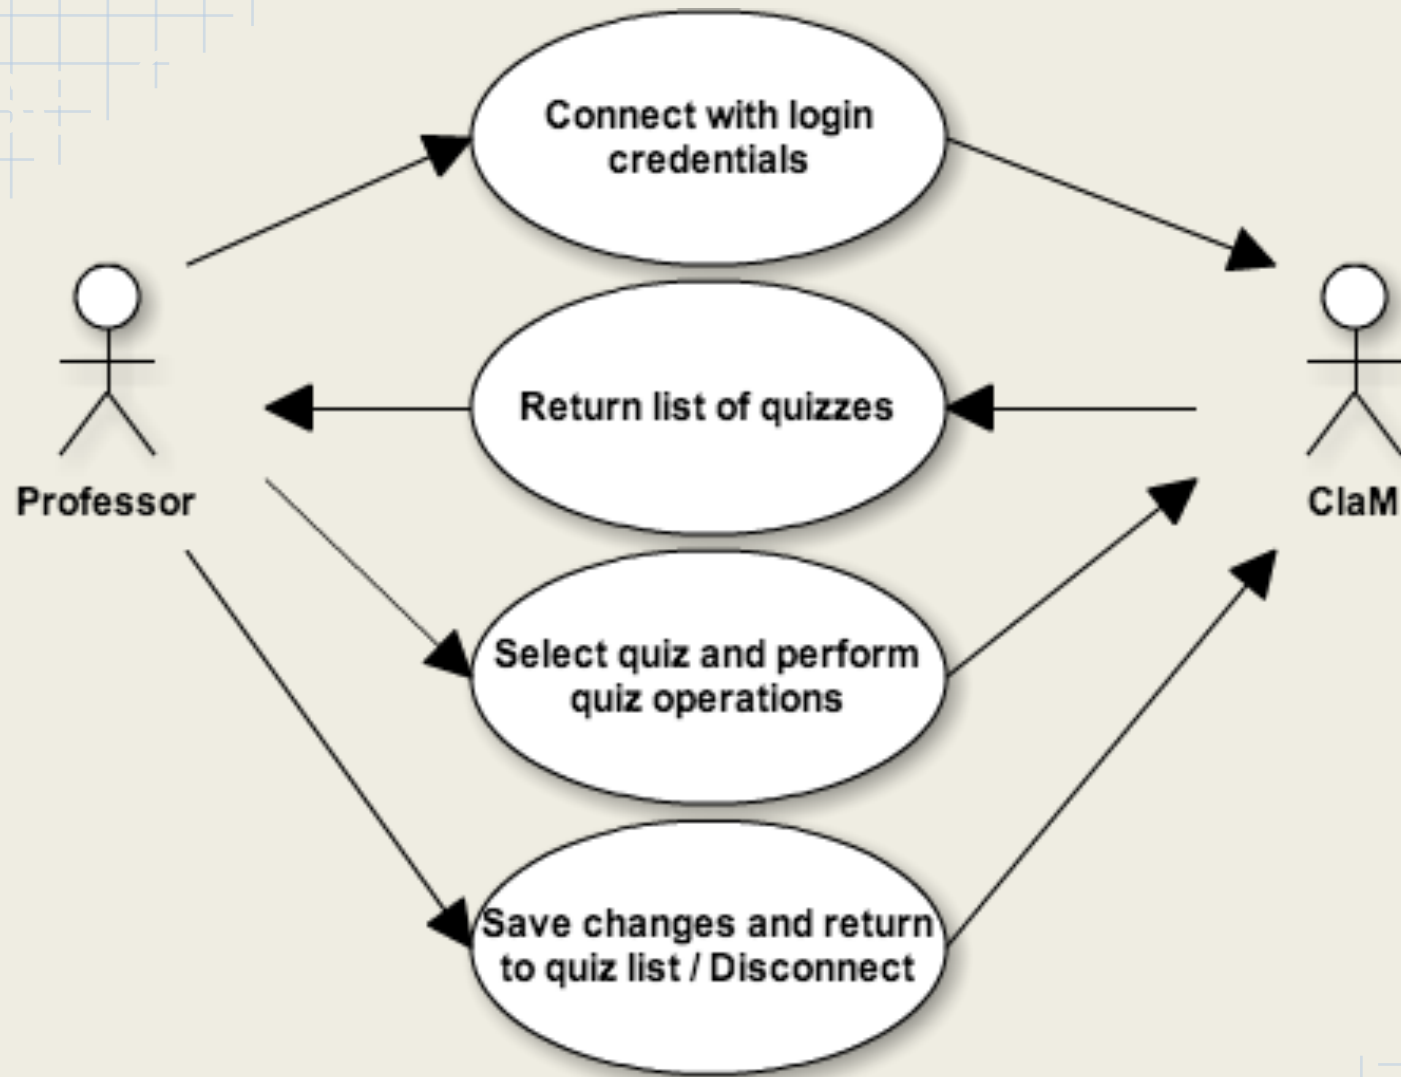 Connect with login
credentials
Return list of quizzes
Professor
ClaM
Select quiz and perform
quiz operations
Save changes and return
to quiz list / Disconnect